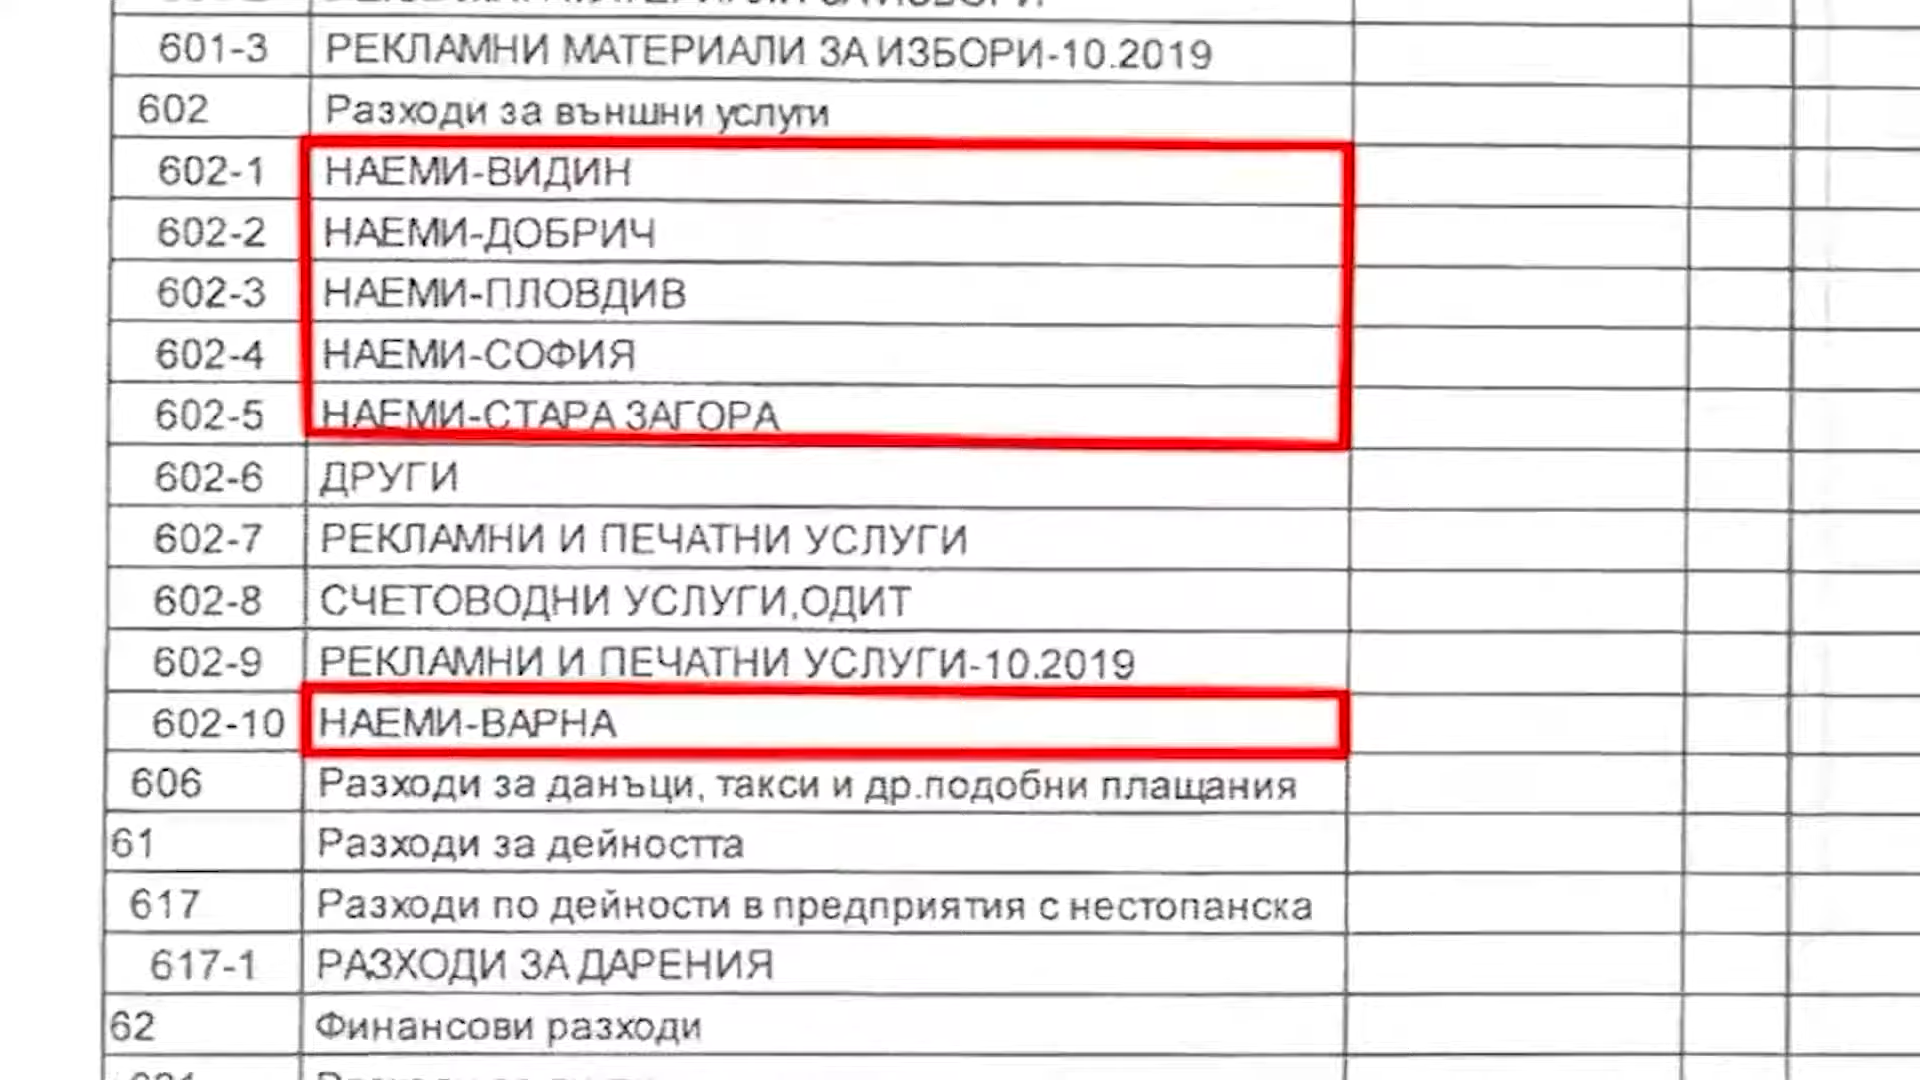 601-3 РЕКЛАМНИ МАТЕРИАЛИ ЗА ИЗБОРИ-10.2019
602 Разходи за външни услуги
602-1 НАЕМИ-ВИДИН
602-2 НАЕМИ-ДОБРИЧ
602-3 НАЕМИ-ПЛОВДИВ
602-4 НАЕМИ-СОФИЯ
602-5 НАЕМИ-СТАРА ЗАГОРА
602-6 ДРУГИ
602-7 РЕКЛАМНИ И ПЕЧАТНИ УСЛУГИ
602-8 СЧЕТОВОДНИ УСЛУГИ,ОДИТ
602-9 РЕКЛАМНИ И ПЕЧАТНИ УСЛУГИ-10.2019
602-10 НАЕМИ-ВАРНА
606 Разходи за данъци, такси и др.подобни плащания
61 Разходи за дейността
617 Разходи по дейности в предприятия с нестопанска
617-1 РАЗХОДИ ЗА ДАРЕНИЯ
62 Финансови разходи